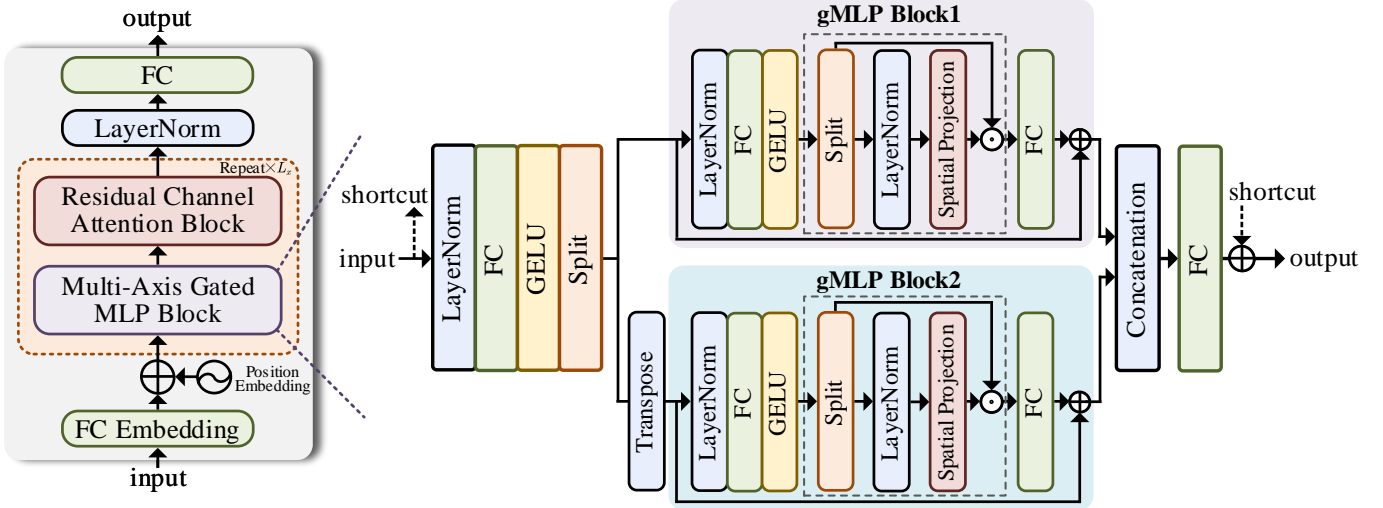 output
FC
LayerNorm
Repeat×Lz
Residual Channel
Attention Block
Multi-Axis Gated
MLP Block
Position
Embedding
FC Embedding
input
shortcut
input
LayerNorm
FC
GELU
Split
gMLP Block1
LayerNorm
FC
GELU
Split
LayerNorm
Spatial Projection
FC
Transpose
gMLP Block2
LayerNorm
FC
GELU
Split
LayerNorm
Spatial Projection
FC
Concatenation
FC
shortcut
output